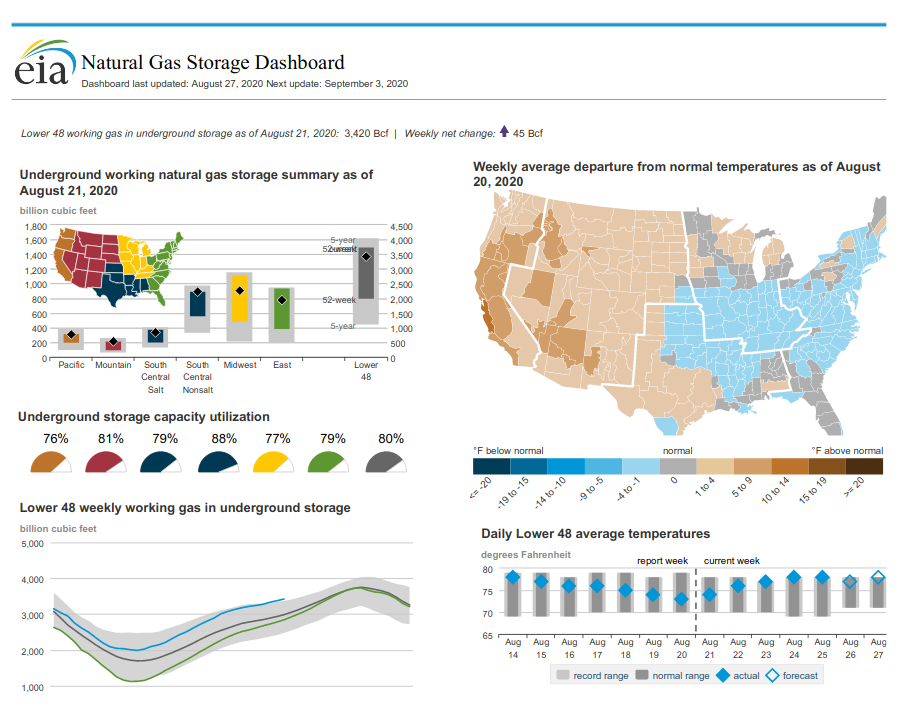 eia
Natural Gas Storage Dashboard
Dashboard last updated: August 27, 2020 Next update: September 3, 2020
Lower 48 working gas in underground storage as of August 21, 2020: 3,420 Bcf | Weekly net change: 45 Bcf
Underground working natural gas storage summary as of
August 21, 2020
billion cubic feet
1,800
1,600
1,400
1,200
1,000
800
600
400
200
0
4,500
4,000
3,500
3,000
2,500
2,000
1,500
1,000
500
0
5-year
52-week
current
52-week
5-year
Pacific
Mountain
South
Central
Salt
South
Central
Nonsalt
Midwest
East
Lower
48
Underground storage capacity utilization
76% 81% 79% 88% 77% 79% 80%
Lower 48 weekly working gas in underground storage
billion cubic feet
5,000
4,000
3,000
2,000
1,000
Weekly average departure from normal temperatures as of August
20, 2020
°F below normal normal °F above normal
<= -20 -19 to -15 -14 to -10 -9 to -5 -4 to -1 0 1 to 4 5 to 9 10 to 14 15 to 19 >= 20
Daily Lower 48 average temperatures
degrees Fahrenheit
report week current week
80
75
70
65
Aug Aug Aug Aug Aug Aug Aug Aug Aug Aug Aug Aug Aug Aug
14 15 16 17 18 19 20 21 22 23 24 25 26 27
record range normal range actual forecast